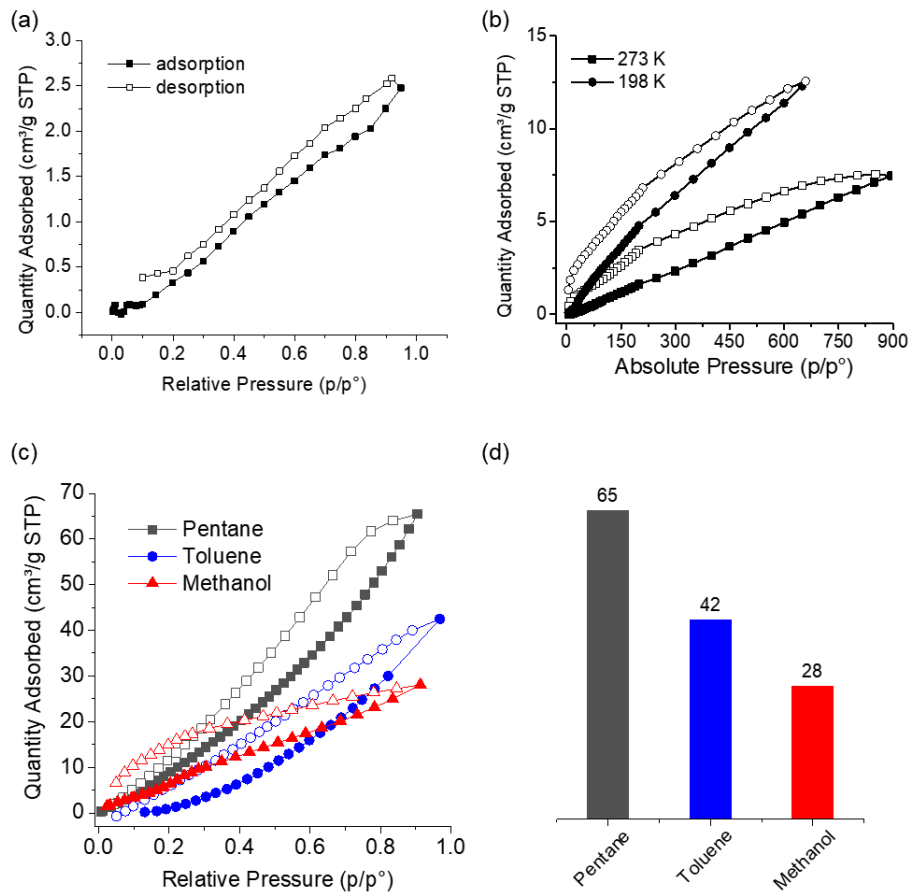 (a)
3.0
2.5
2.0
1.5
1.0
0.5
0.0
Quantity Adsorbed (cm³/g STP)
adsorption
desorption
0.0 0.2 0.4 0.6 0.8 1.0
Relative Pressure (p/p°)
(b)
15
10
5
0
Quantity Adsorbed (cm³/g STP)
273 K
198 K
0 150 300 450 600 750 900
Absolute Pressure (p/p°)
(c)
70
60
50
40
30
20
10
0
Quantity Adsorbed (cm³/g STP)
Pentane
Toluene
Methanol
0.0 0.2 0.4 0.6 0.8 1.0
Relative Pressure (p/p°)
(d)
65
42
28
Pentane
Toluene
Methanol